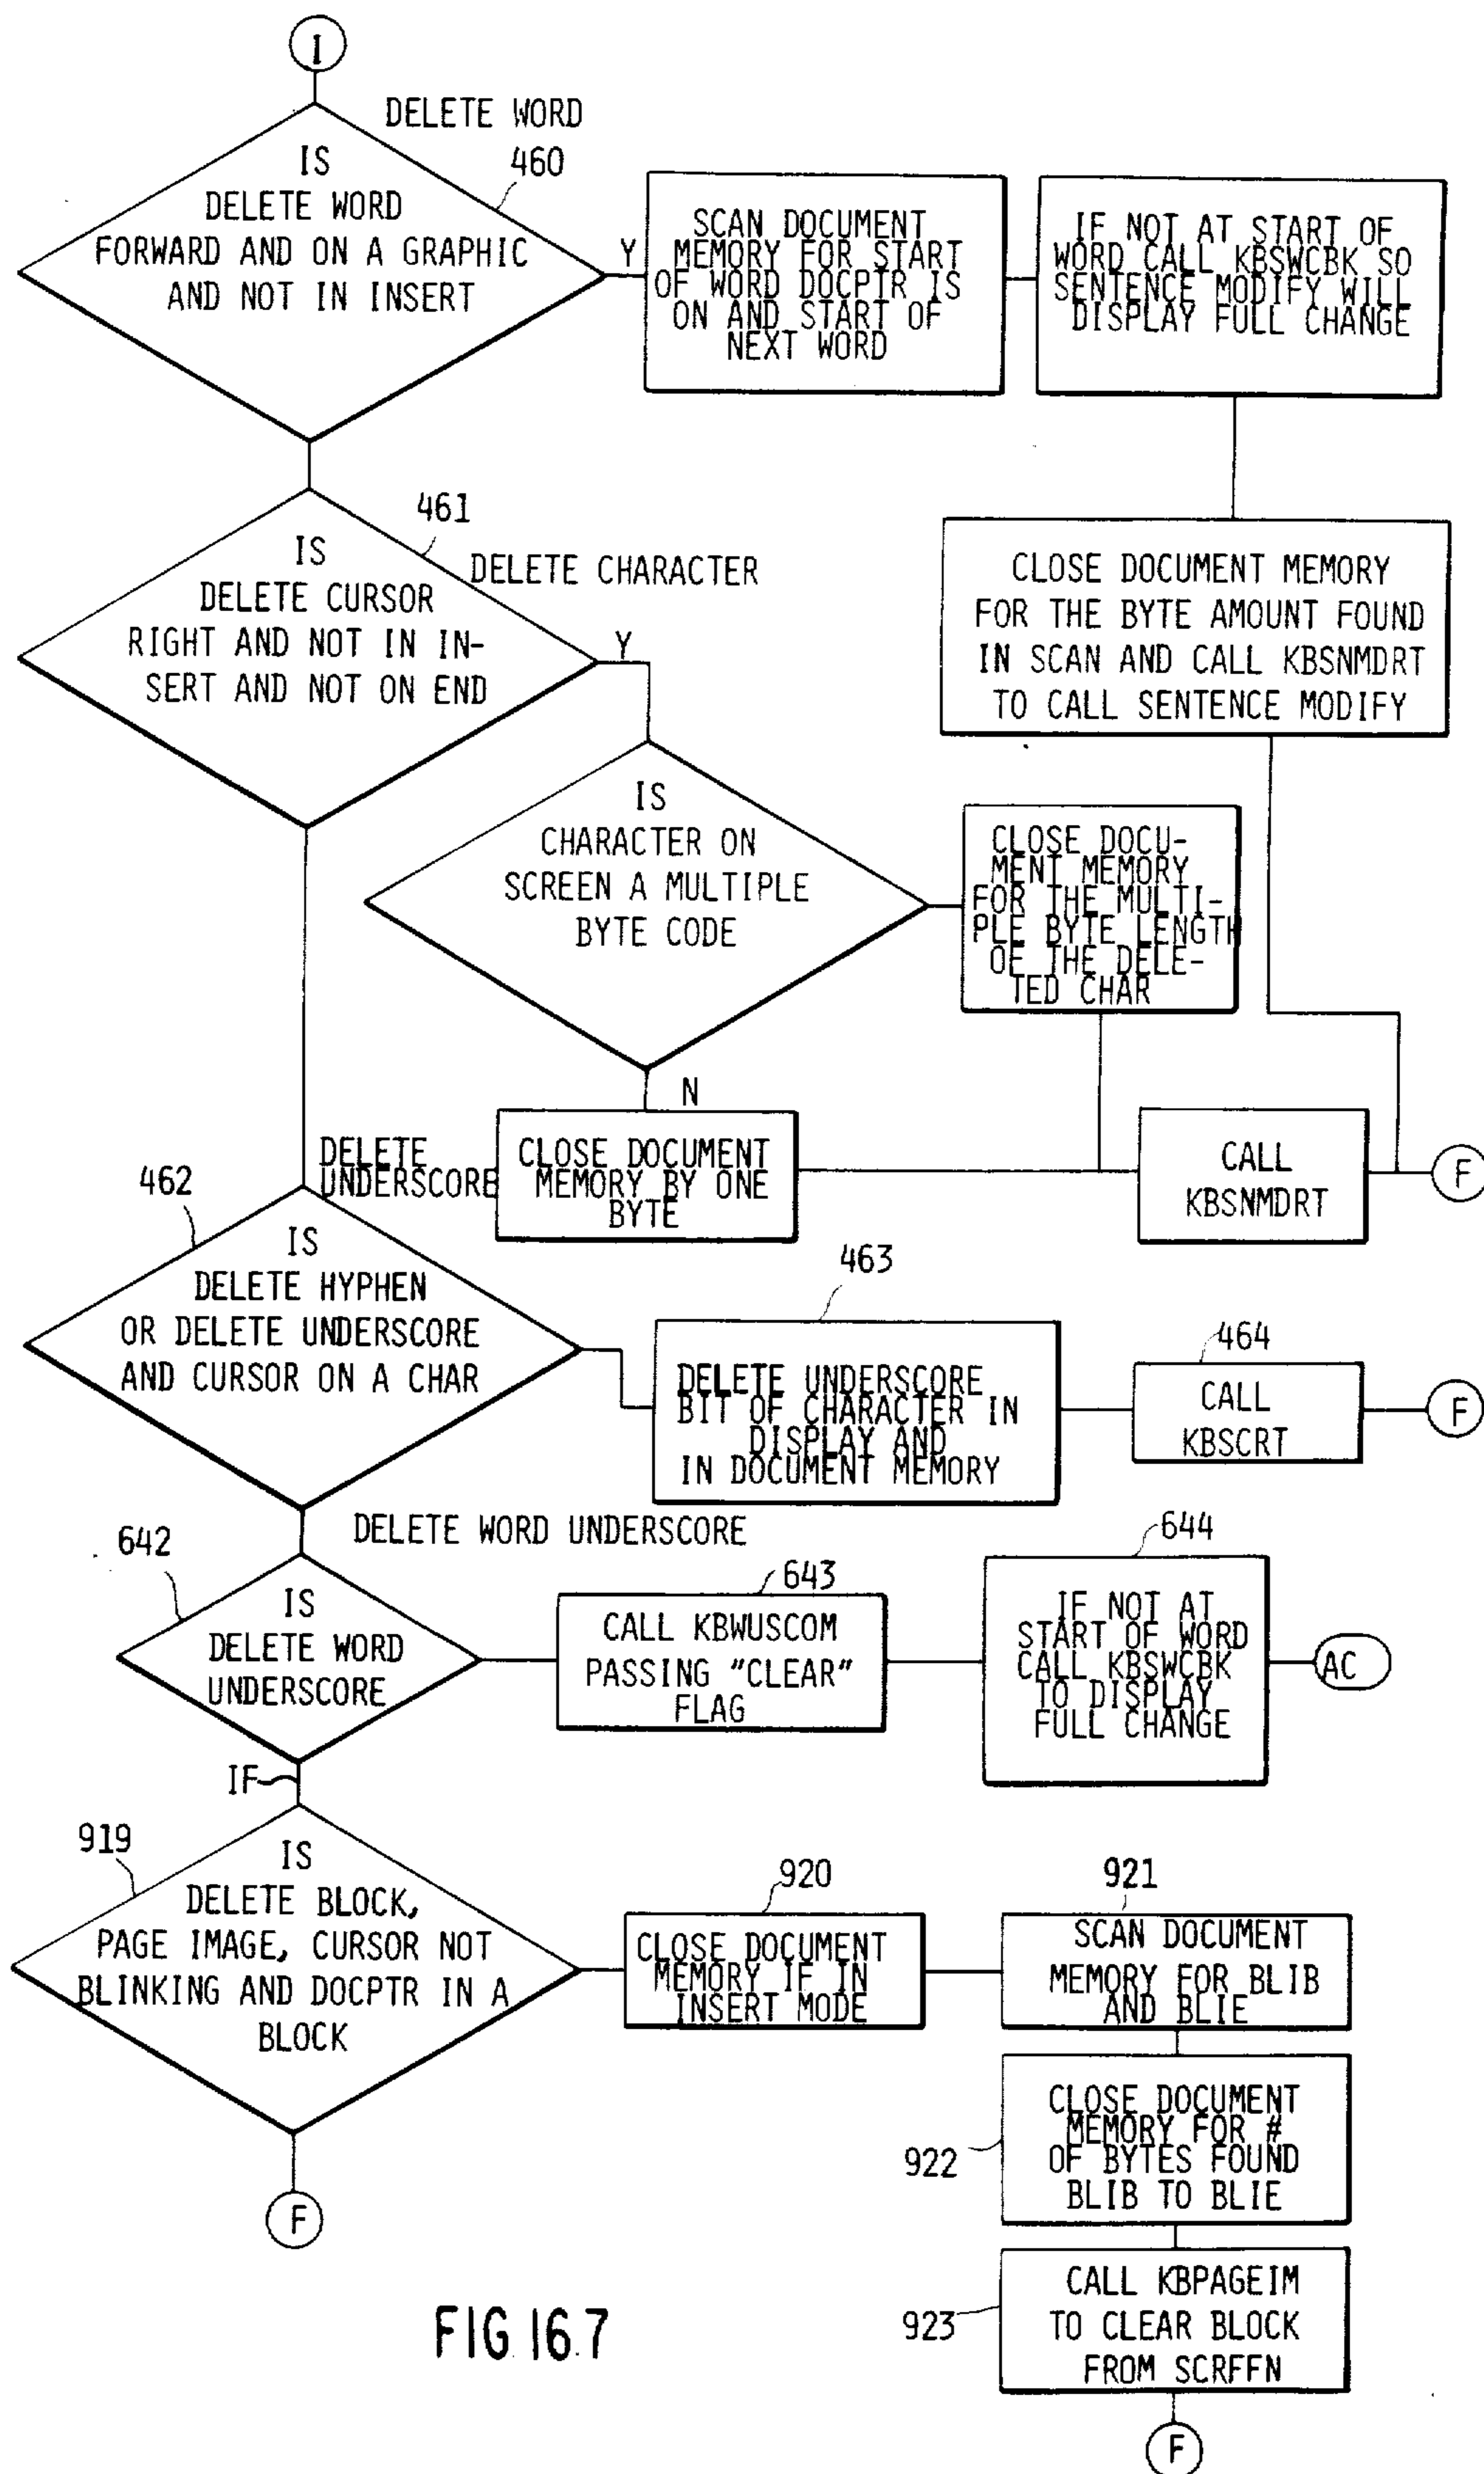 I
DELETE WORD
460
IS
DELETE WORD
FORWARD AND ON A GRAPHIC
AND NOT IN INSERT
Y
SCAN DOCUMENT
MEMORY FOR START
OF WORD DOCPTR IS
ON AND START OF
NEXT WORD
IF NOT AT START OF
WORD CALL KBSWCBK SO
SENTENCE MODIFY WILL
DISPLAY FULL CHANGE
CLOSE DOCUMENT MEMORY
FOR THE BYTE AMOUNT FOUND
IN SCAN AND CALL KBSNMDRT
TO CALL SENTENCE MODIFY
461
DELETE CHARACTER
IS
DELETE CURSOR
RIGHT AND NOT IN IN-
SERT AND NOT ON END
Y
IS
CHARACTER ON
SCREEN A MULTIPLE
BYTE CODE
CLOSE DOCU-
MENT MEMORY
FOR THE MULTI-
PLE BYTE LENGTH
OF THE DELE-
TED CHAR
N
CLOSE DOCUMENT
MEMORY BY ONE
BYTE
CALL
KBSNMDRT
F
DELETE
UNDERSCORE
462
IS
DELETE HYPHEN
OR DELETE UNDERSCORE
AND CURSOR ON A CHAR
463
DELETE UNDERSCORE
BIT OF CHARACTER IN
DISPLAY AND
IN DOCUMENT MEMORY
464
CALL
KBSCRT
F
DELETE WORD UNDERSCORE
642
IS
DELETE WORD
UNDERSCORE
643
CALL KBWUSCOM
PASSING "CLEAR"
FLAG
644
IF NOT AT
START OF WORD
CALL KBSWCBK
TO DISPLAY
FULL CHANGE
AC
IF
919
IS
DELETE BLOCK,
PAGE IMAGE, CURSOR NOT
BLINKING AND DOCPTR IN A
BLOCK
920
CLOSE DOCUMENT
MEMORY IF IN
INSERT MODE
921
SCAN DOCUMENT
MEMORY FOR BLIB
AND BLIE
922
CLOSE DOCUMENT
MEMORY FOR #
OF BYTES FOUND
BLIB TO BLIE
923
CALL KBPAGEIM
TO CLEAR BLOCK
FROM SCRFFN
F
F
FIG 16.7